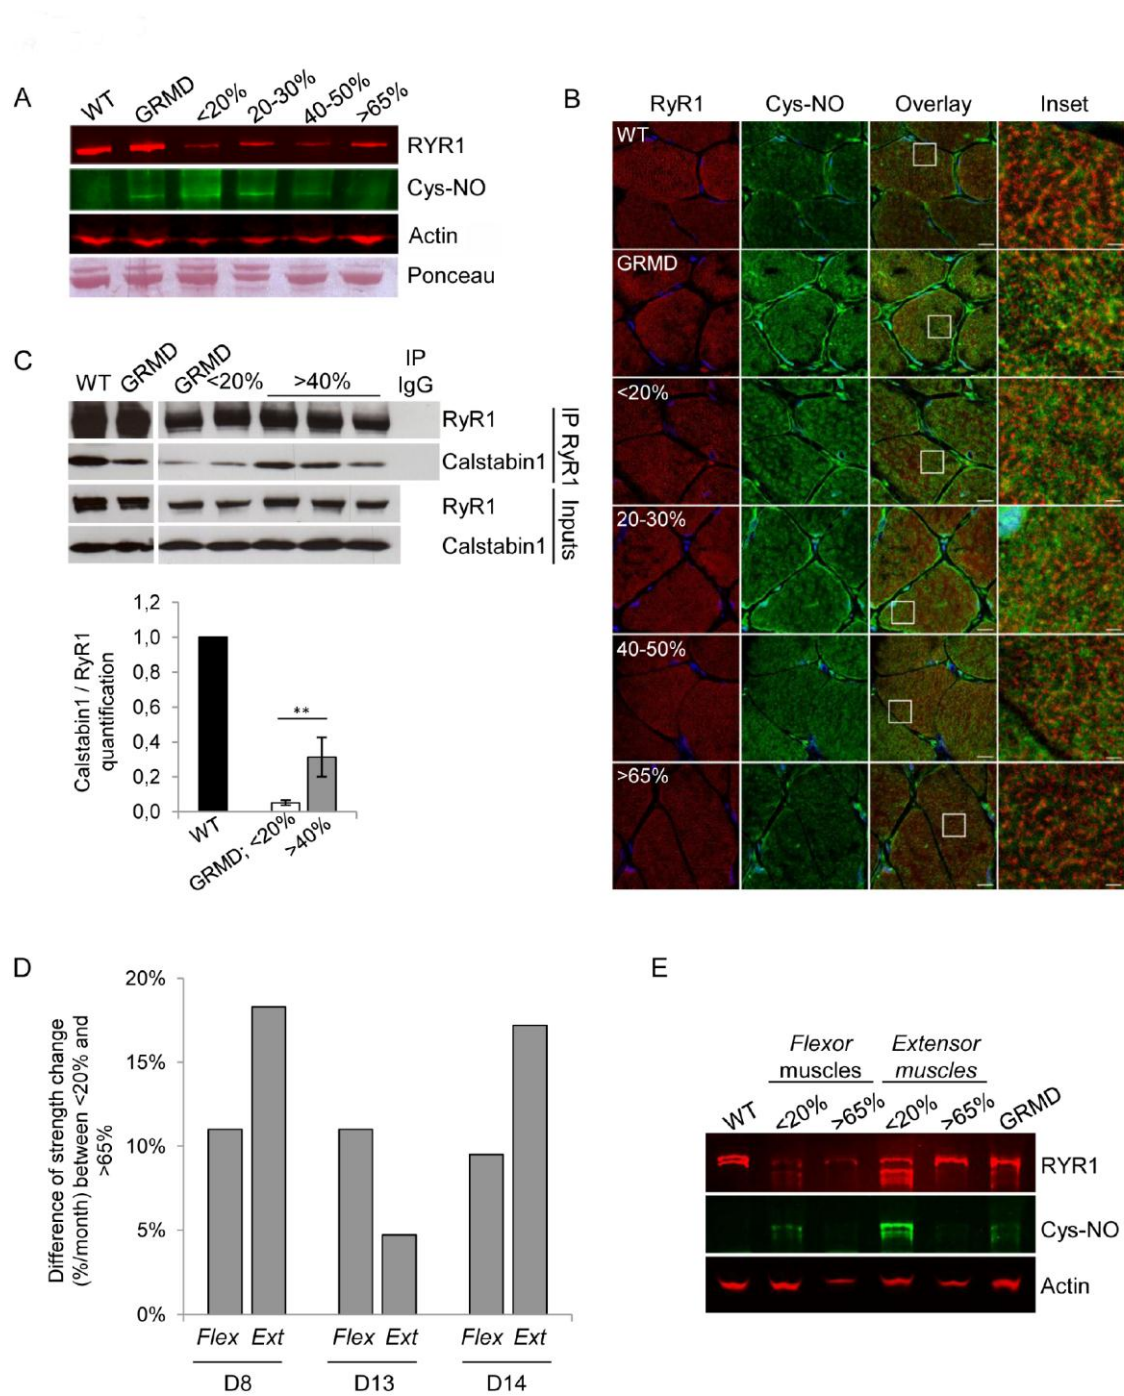 A
WT GRMD <20% 20-30% 40-50% >65%
RYR1
Cys-NO
Actin
Ponceau
B
RyR1 Cys-NO Overlay Inset
WT
GRMD
<20%
20-30%
40-50%
>65%
C
WT GRMD GRMD <20% >40% IP IgG
RyR1
Calstabin1
IP RyR1
RyR1
Calstabin1
Inputs
Calstabin1 / RyR1
quantification
1,2
1,0
0,8
0,6
0,4
0,2
0,0
**
WT
GRMD; <20%
>40%
D
Difference of strength change
(%/month) between <20% and
>65%
20%
15%
10%
5%
0%
Flex Ext Flex Ext Flex Ext
D8 D13 D14
E
Flexor muscles
Extensor muscles
WT <20% >65% <20% >65% GRMD
RYR1
Cys-NO
Actin